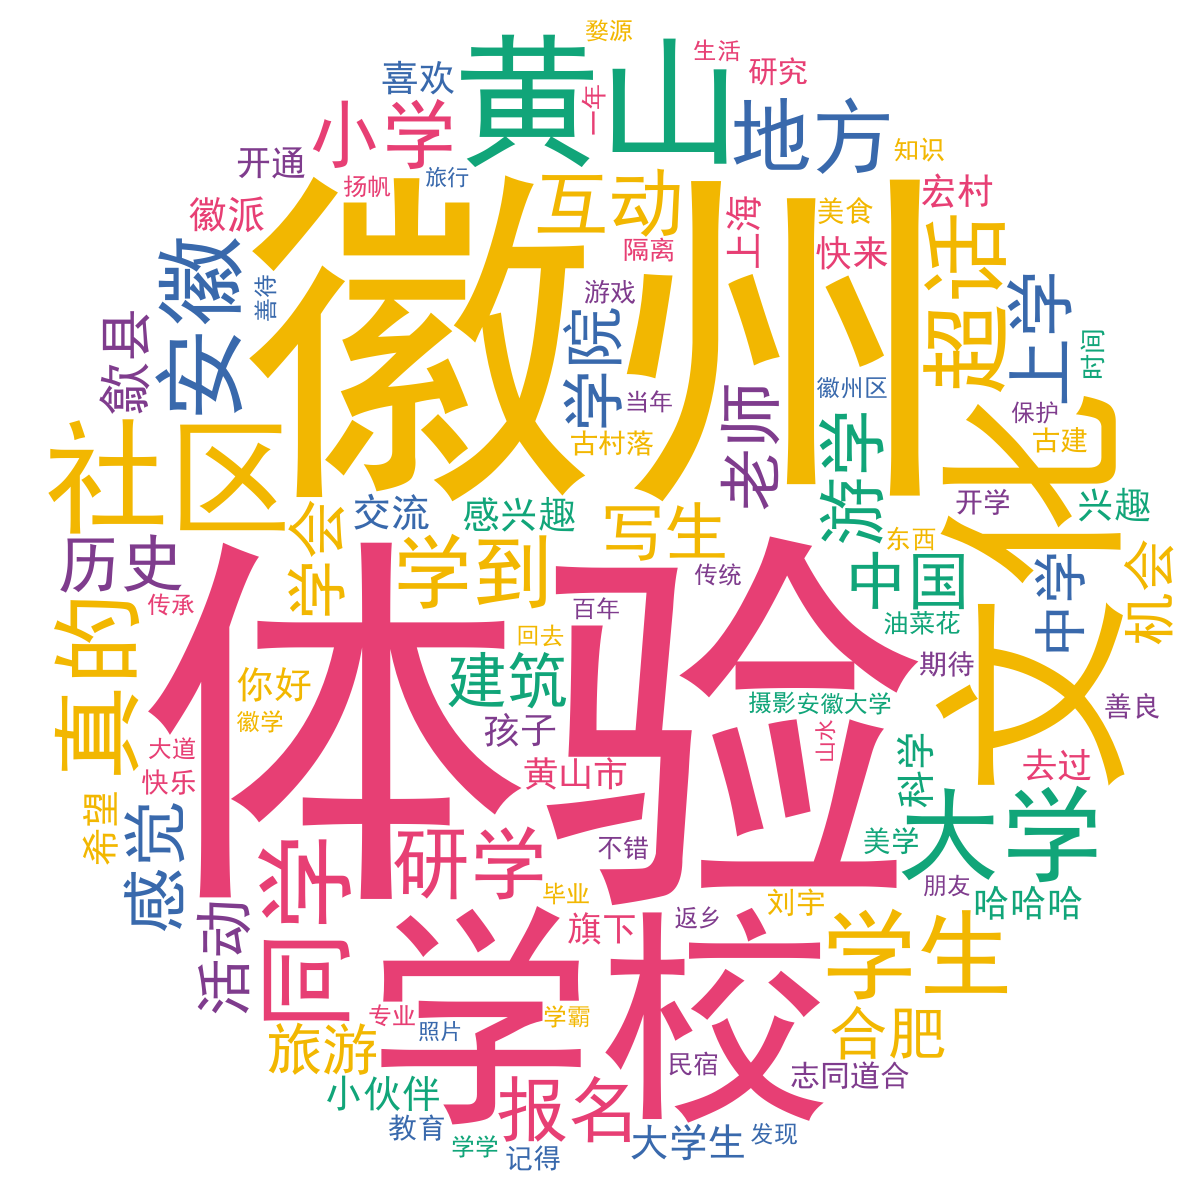 婺源
生活
黄山
研究
喜欢
一年
小学
地方
开通
知识
旅行
扬帆
互动
宏村
徽派
上海
美食
徽州
隔离
快来
超话
安徽
善待
游戏
学院
上学
歙县
时间
当年
徽州区
老师
保护
古村落
古建
社区
游学
文化
交流
感兴趣
开学
兴趣
学会
写生
历史
学到
东西
中国
中学
机会
传统
体验
传承
百年
真的
回去
油菜花
建筑
期待
你好
徽学
孩子
摄影安徽大学
善良
大道
山水
快乐
黄山市
科学
去过
希望
感觉
研学
不错
美学
大学
同学
毕业
朋友
刘宇
哈哈哈
活动
旗下
返乡
学校
学生
专业
照片
学霸
旅游
合肥
民宿
志同道合
小伙伴
报名
教育
学学
记得
大学生
发现